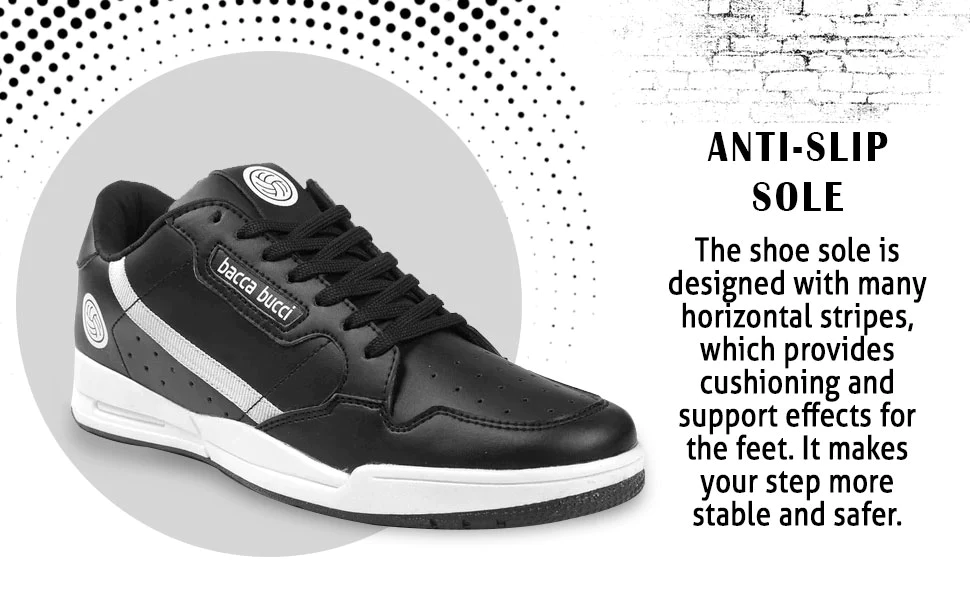 ANTI-SLIP
SOLE
The shoe sole is
designed with many
horizontal stripes,
which provides
cushioning and
support effects for
the feet. It makes
your step more
stable and safer.
bacca bucci